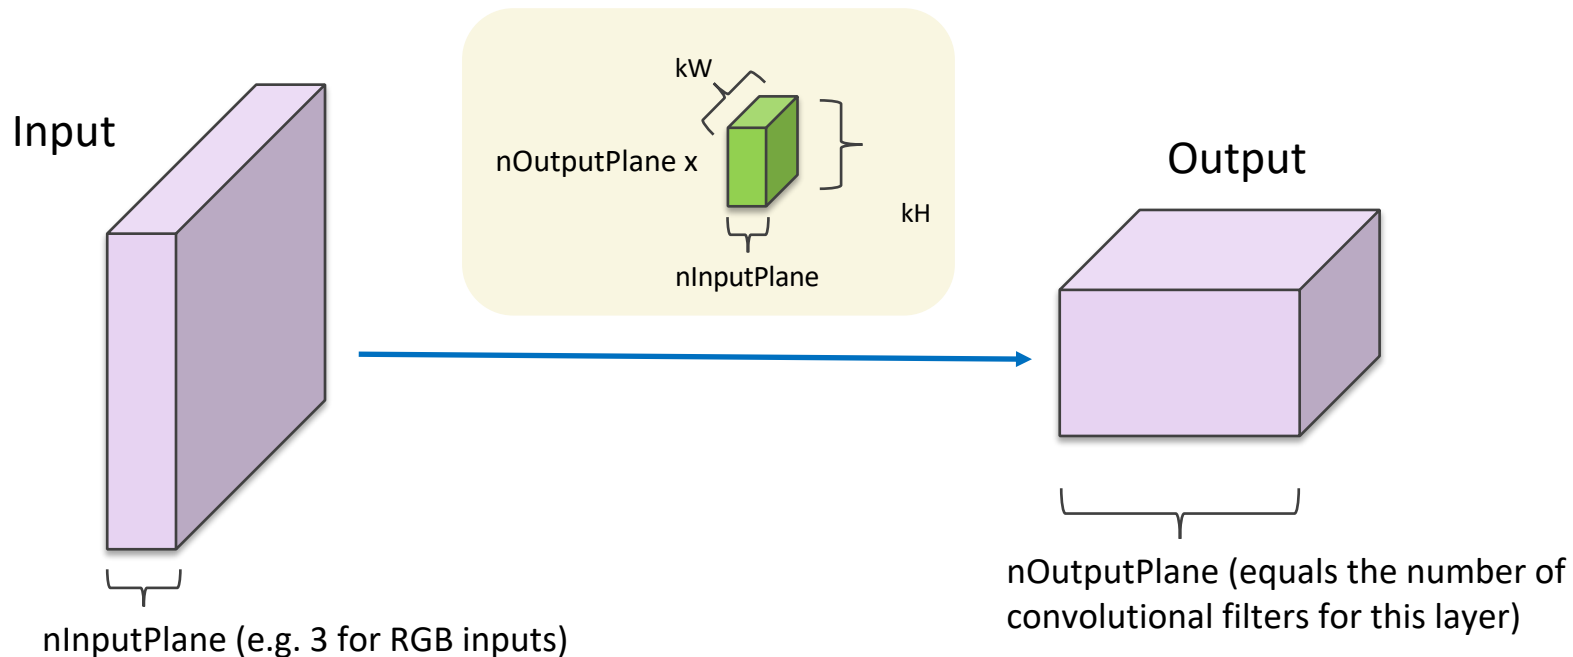 Input
kW
nOutputPlane x
kH
nInputPlane
Output
nInputPlane (e.g. 3 for RGB inputs)
nOutputPlane (equals the number of
convolutional filters for this layer)